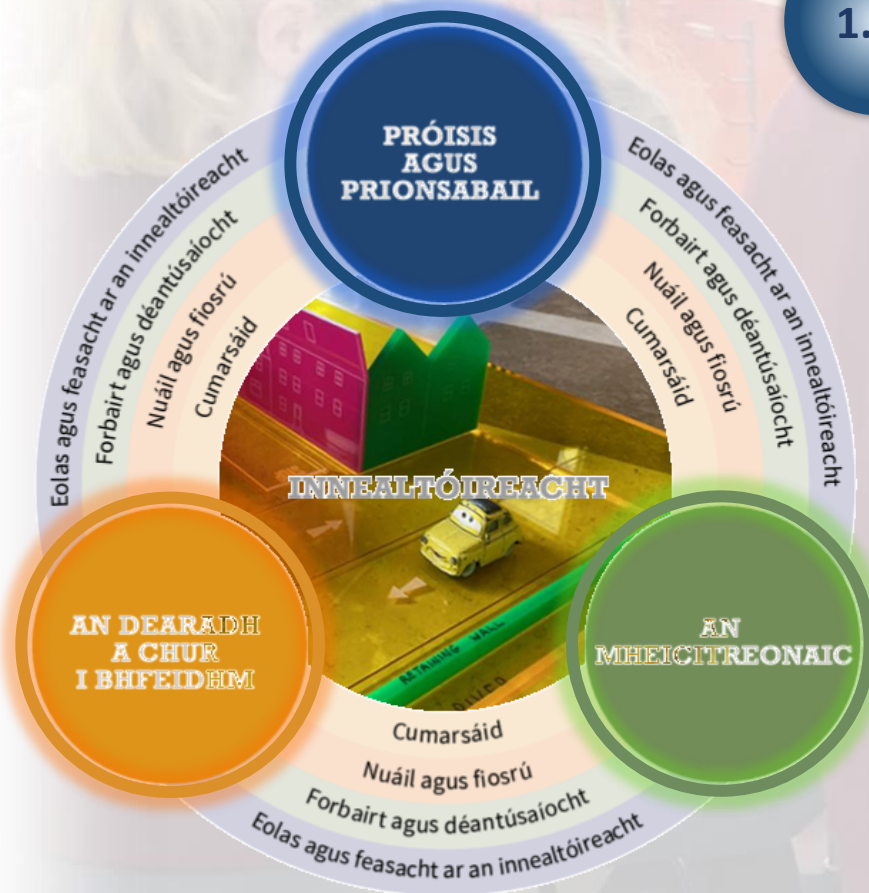 1.
PRÓISIS
AGUS
PRIONSABAIL
Eolas agus feasacht ar an innealtóireacht
Forbairt agus déantúsaíocht
Nuáil agus fiosrú
Cumarsáid
Eolas agus feasacht ar an innealtóireacht
Forbairt agus déantúsaíocht
Nuáil agus fiosrú
Cumarsáid
INNEALTÓIREACHT
RETAINING WALL
AN DEARADH
A CHUR
I BHFEIDHM
AN
MHEICITREONAIC
Cumarsáid
Nuáil agus fiosrú
Forbairt agus déantúsaíocht
Eolas agus feasacht ar an innealtóireacht